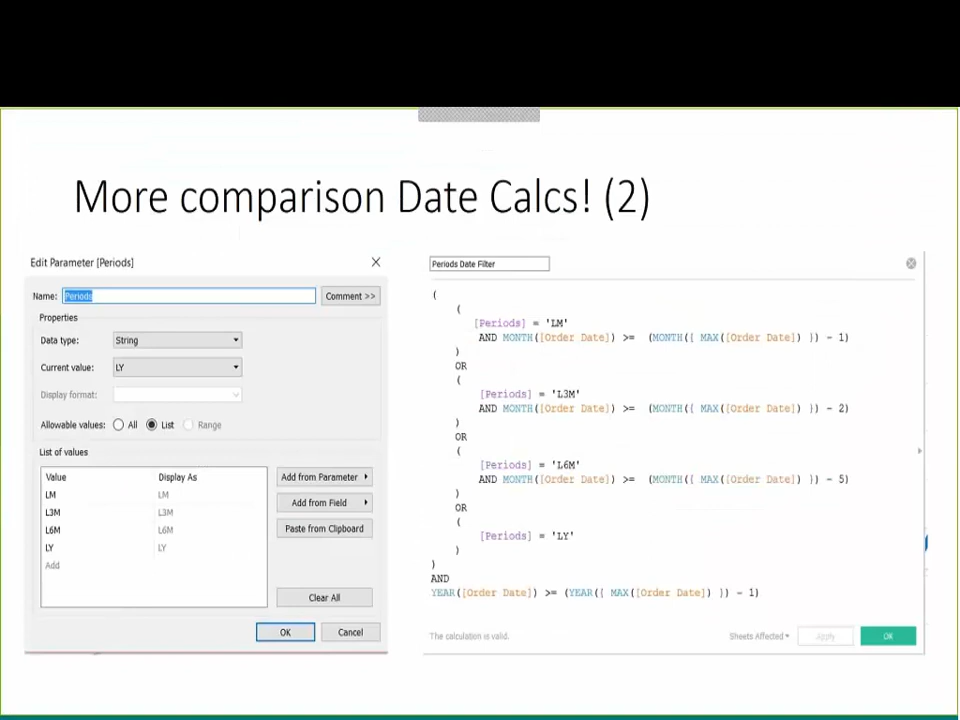 More comparison Date Calcs! (2)
Edit Parameter [Periods]
Name: Periods Comment >>
Properties
Data type: String
Current value: LY
Display format:
Allowable values: All List Range
List of values
Value Display As
LM LM
L3M L3M
L6M L6M
LY LY
Add
Add from Parameter
Add from Field
Paste from Clipboard
Clear All
OK Cancel
Periods Date Filter
(
(
[Periods] = 'LM'
AND MONTH([Order Date]) >= (MONTH({ MAX([Order Date]) }) - 1)
)
OR
(
[Periods] = 'L3M'
AND MONTH([Order Date]) >= (MONTH({ MAX([Order Date]) }) - 2)
)
OR
(
[Periods] = 'L6M'
AND MONTH([Order Date]) >= (MONTH({ MAX([Order Date]) }) - 5)
)
OR
(
[Periods] = 'LY'
)
)
AND
YEAR([Order Date]) >= (YEAR({ MAX([Order Date]) }) - 1)
The calculation is valid. Sheets Affected Apply OK